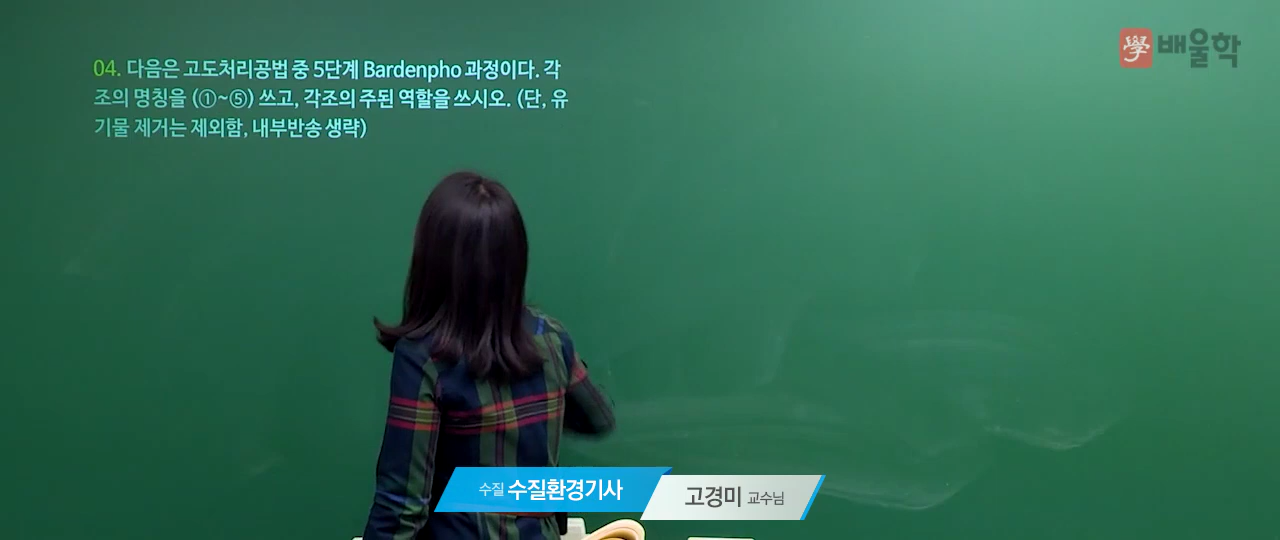 學 배울학
04. 다음은 고도처리공법 중 5단계 Bardenpho 과정이다. 각
조의 명칭을 (①~⑤) 쓰고, 각조의 주된 역할을 쓰시오. (단, 유
기물 제거는 제외함, 내부반송 생략)
수질 수질환경기사
고경미 교수님